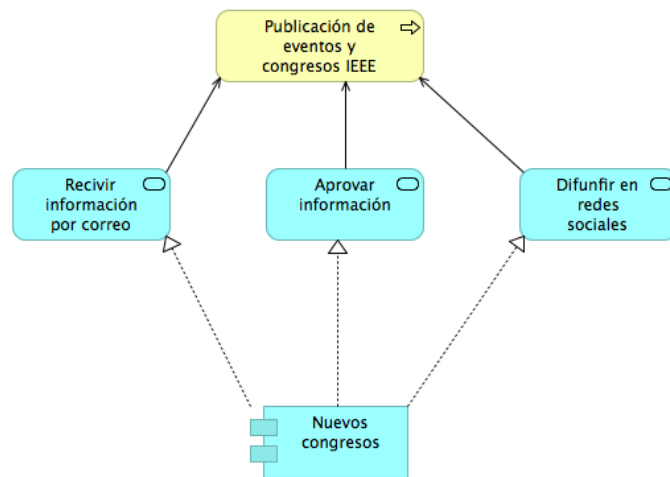 Publicación de
eventos y
congresos IEEE
Recivir
información
por correo
Aprovar
información
Difunfir en
redes
sociales
Nuevos
congresos